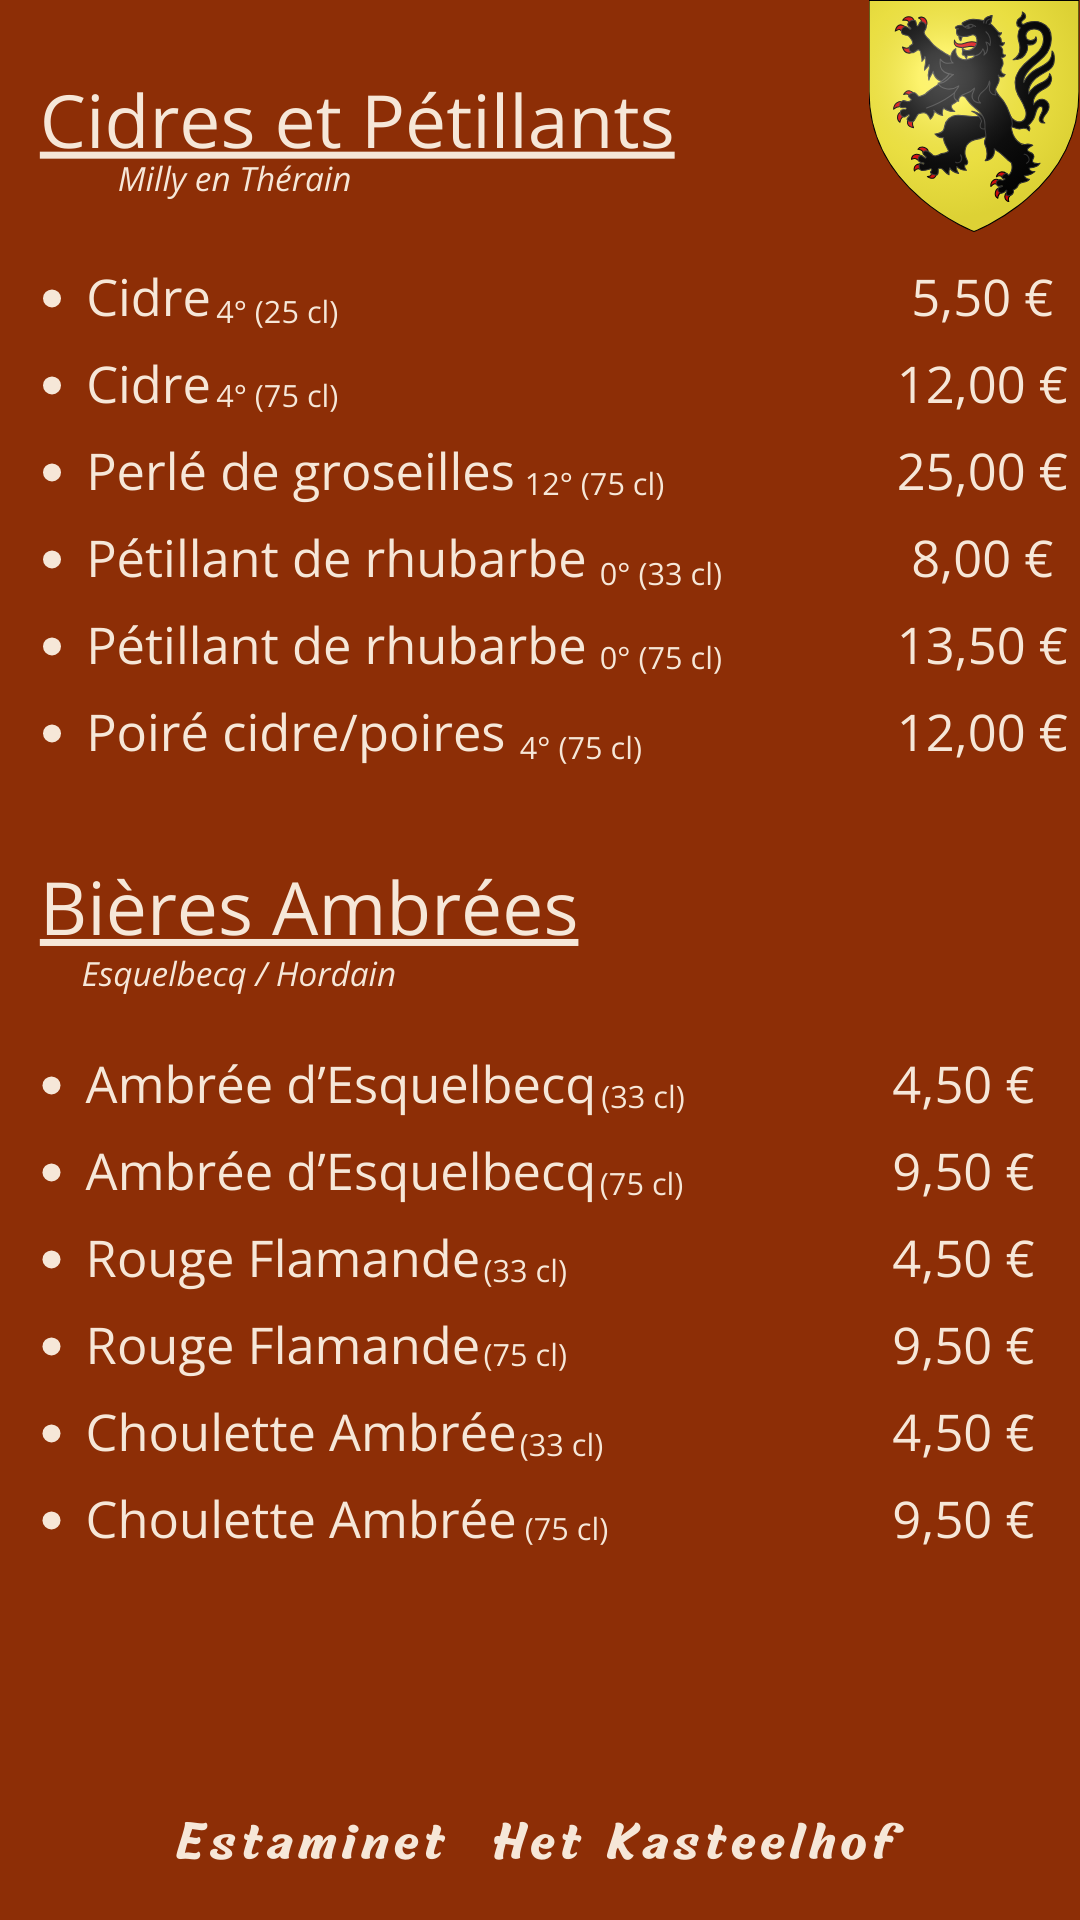 Cidres et Pétillants
Milly en Thérain
• Cidre 4° (25 cl) 5,50 €
• Cidre 4° (75 cl) 12,00 €
• Perlé de groseilles 12° (75 cl) 25,00 €
• Pétillant de rhubarbe 0° (33 cl) 8,00 €
• Pétillant de rhubarbe 0° (75 cl) 13,50 €
• Poiré cidre/poires 4° (75 cl) 12,00 €
Bières Ambrées
Esquelbecq / Hordain
• Ambrée d’Esquelbecq (33 cl) 4,50 €
• Ambrée d’Esquelbecq (75 cl) 9,50 €
• Rouge Flamande (33 cl) 4,50 €
• Rouge Flamande (75 cl) 9,50 €
• Choulette Ambrée (33 cl) 4,50 €
• Choulette Ambrée (75 cl) 9,50 €
Estaminet Het Kasteelhof